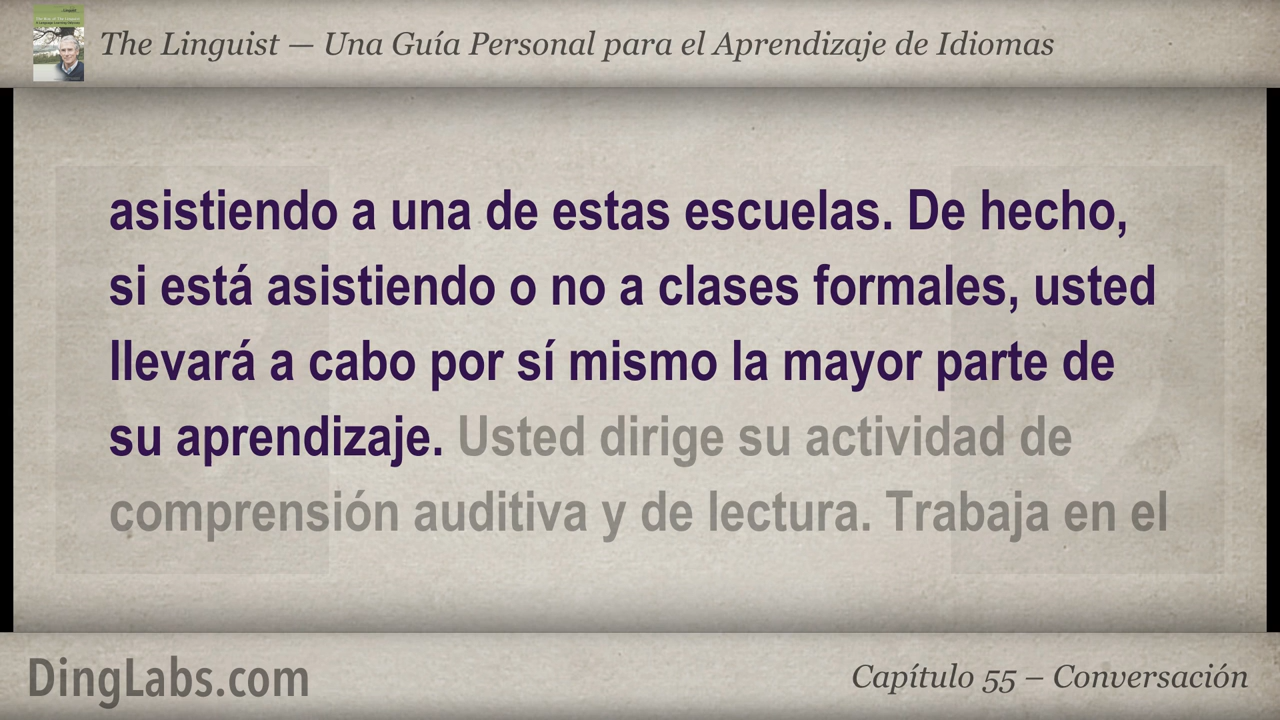 The Linguist — Una Guía Personal para el Aprendizaje de Idiomas
asistiendo a una de estas escuelas. De hecho,
si está asistiendo o no a clases formales, usted
llevará a cabo por sí mismo la mayor parte de
su aprendizaje. Usted dirige su actividad de
comprensión auditiva y de lectura. Trabaja en el
DingLabs.com
Capítulo 55 – Conversación